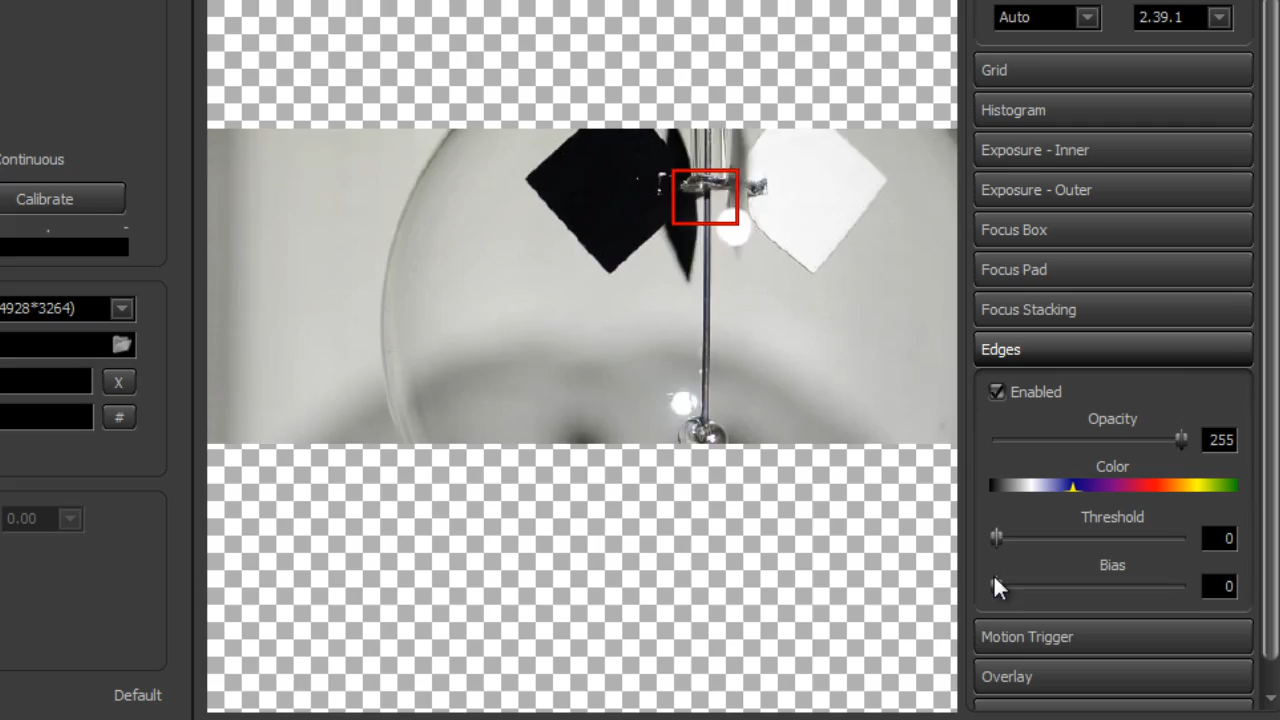 Auto 2.39.1
Grid
Histogram
Continuous
Exposure - Inner
Calibrate
Exposure - Outer
Focus Box
Focus Pad
4928*3264)
Focus Stacking
Edges
X
Enabled
#
Opacity
255
Color
0.00
Threshold
0
Bias
0
Motion Trigger
Overlay
Default